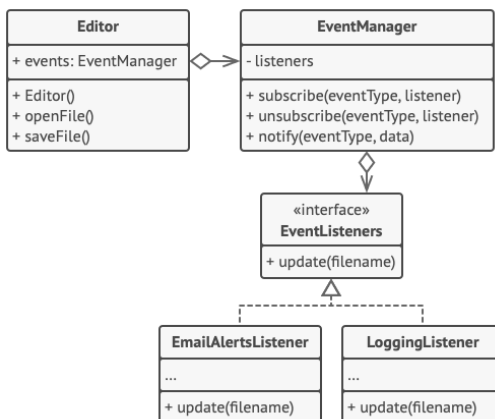 Editor
+ events: EventManager
+ Editor()
+ openFile()
+ saveFile()
EventManager
- listeners
+ subscribe(eventType, listener)
+ unsubscribe(eventType, listener)
+ notify(eventType, data)
«interface»
EventListeners
+ update(filename)
EmailAlertsListener
...
+ update(filename)
LoggingListener
...
+ update(filename)